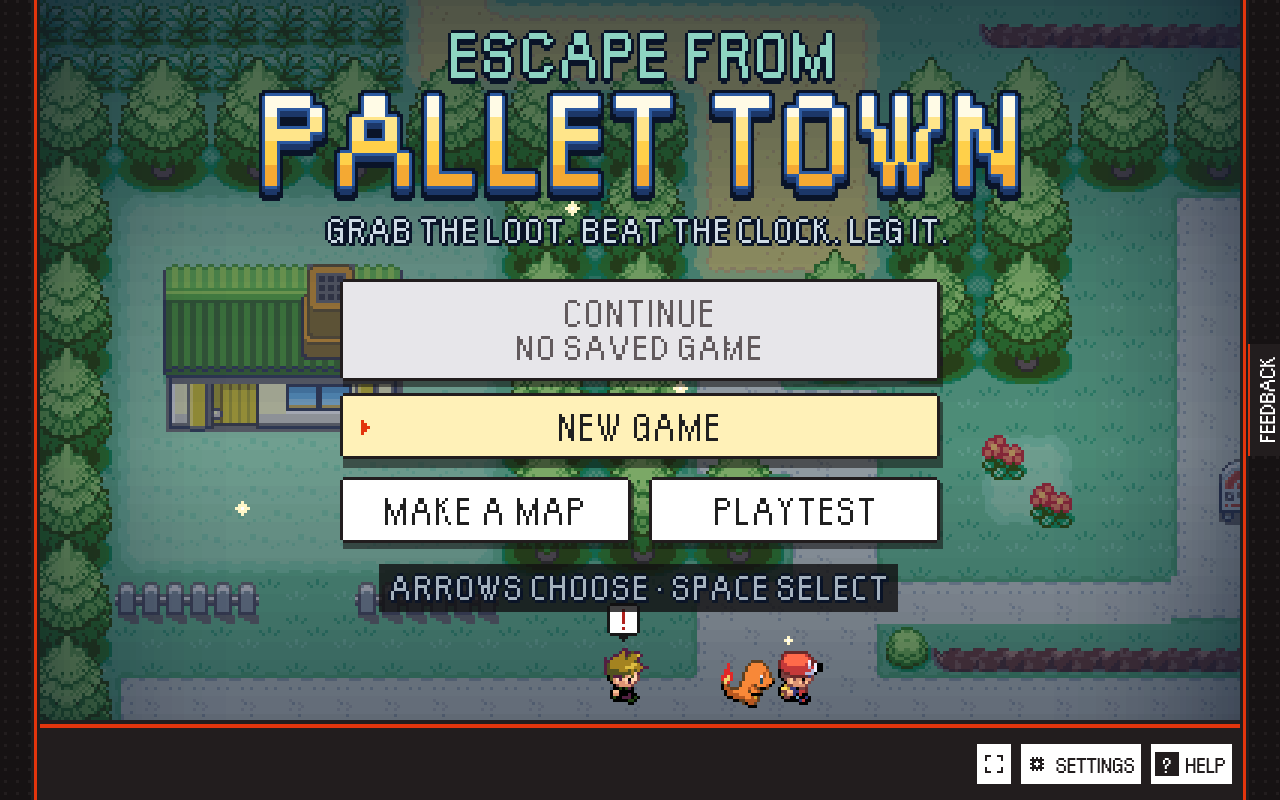 ESCAPE FROM
PALLET TOWN
GRAB THE LOOT. BEAT THE CLOCK. LEG IT.
CONTINUE
NO SAVED GAME
NEW GAME
MAKE A MAP
PLAYTEST
ARROWS CHOOSE · SPACE SELECT
!
FEEDBACK
SETTINGS
? HELP